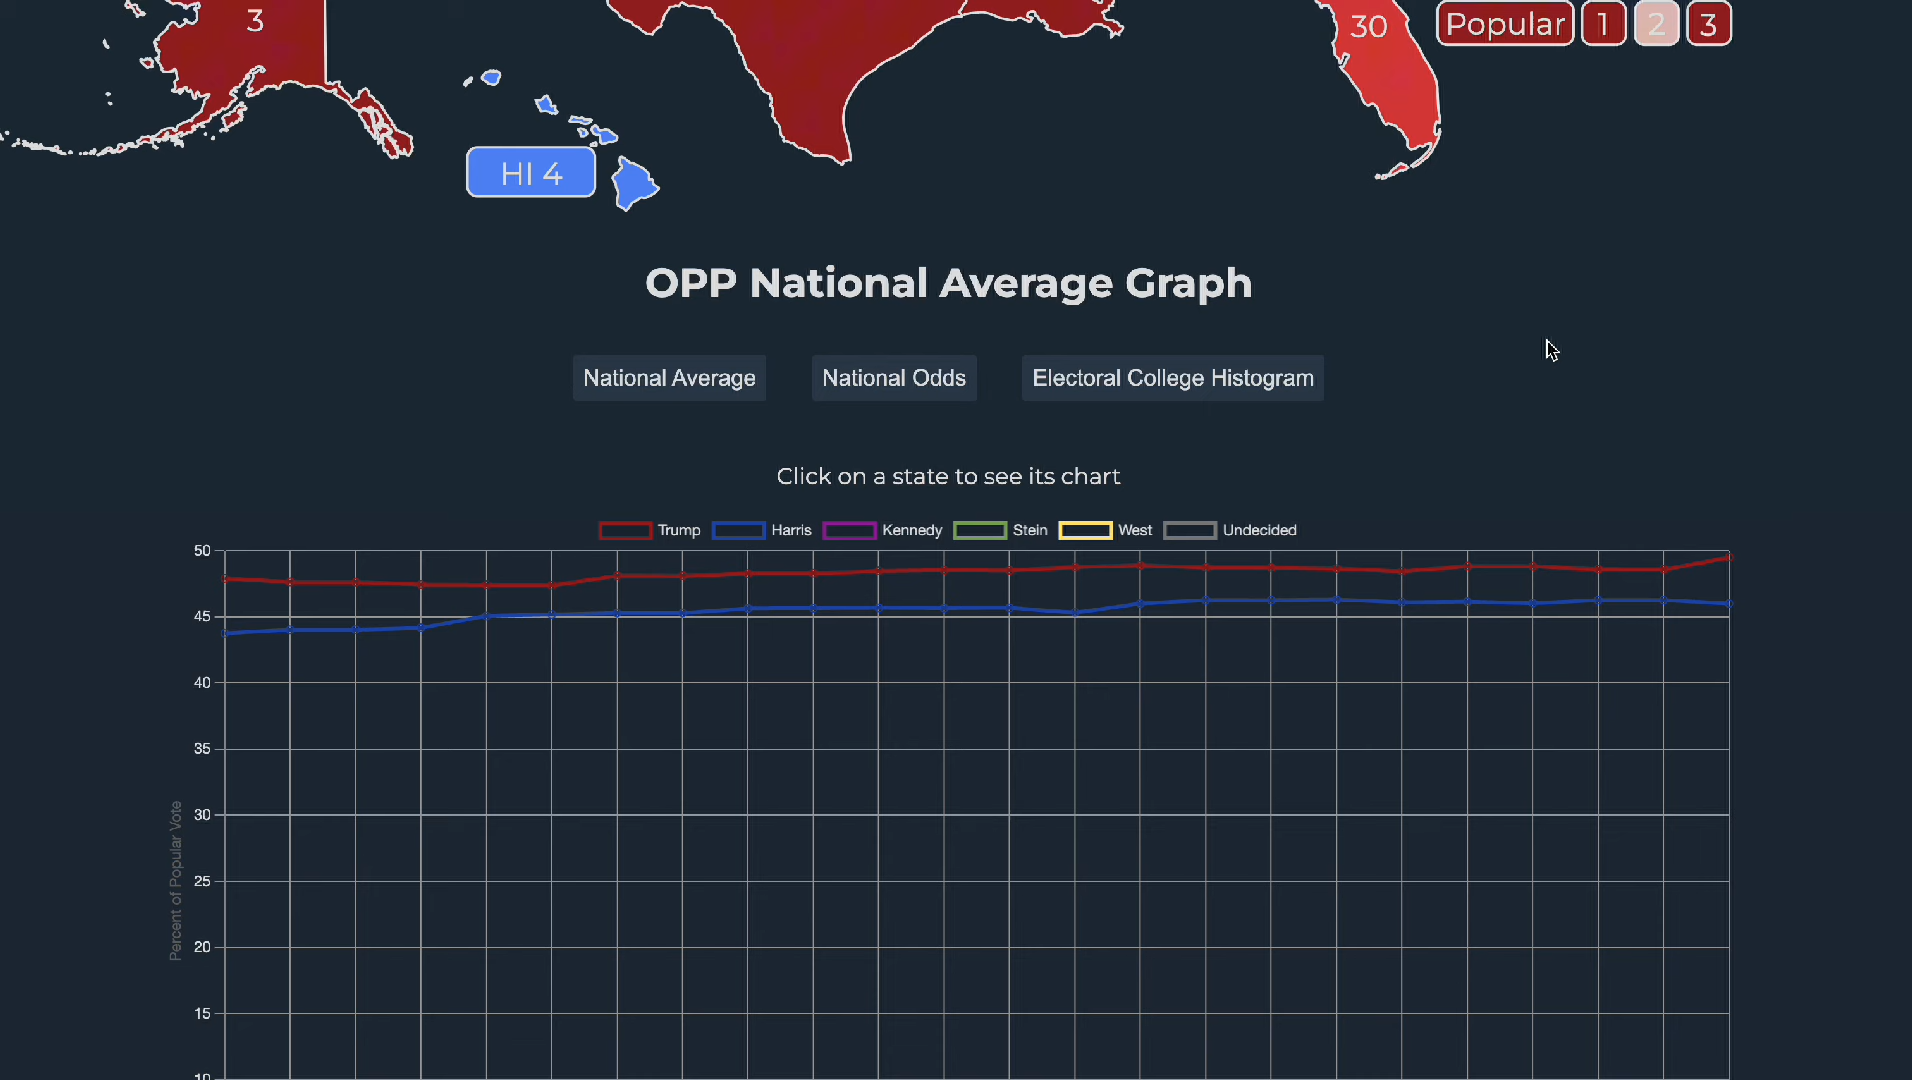 3
30
Popular 1 2 3
HI 4
OPP National Average Graph
National Average National Odds Electoral College Histogram
Click on a state to see its chart
Trump Harris Kennedy Stein West Undecided
50
45
40
35
30
25
20
15
10
Percent of Popular Vote